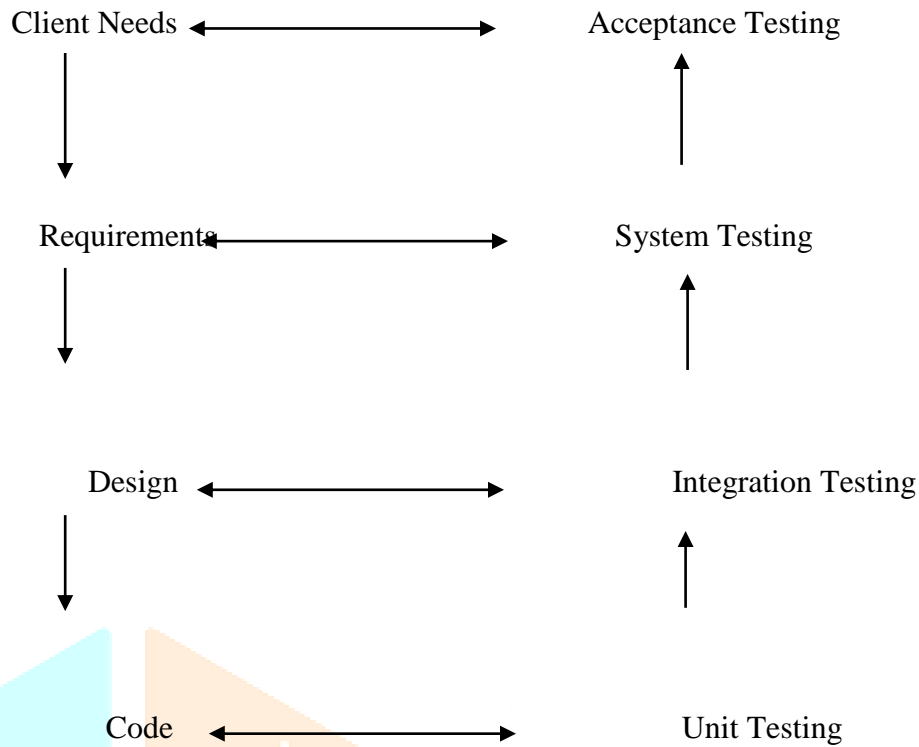 Client Needs Acceptance Testing
Requirements System Testing
Design Integration Testing
Code Unit Testing